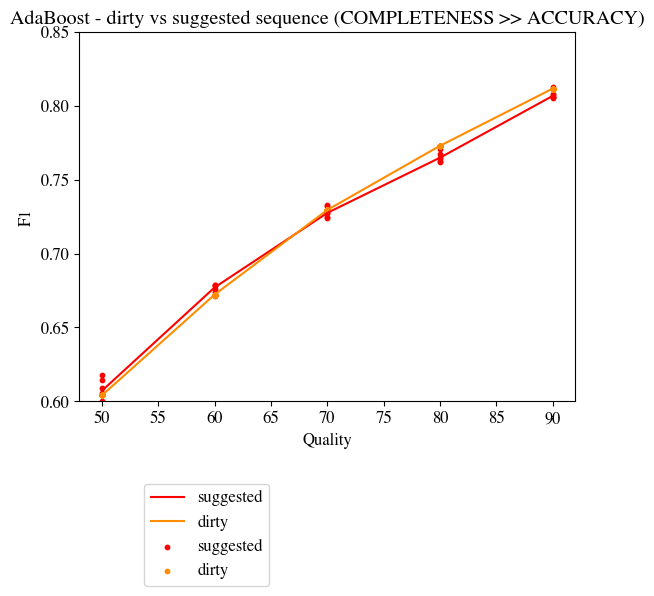 AdaBoost - dirty vs suggested sequence (COMPLETENESS >> ACCURACY)
0.85
0.80
0.75
0.70
0.65
0.60
F1
50 55 60 65 70 75 80 85 90
Quality
suggested
dirty
suggested
dirty